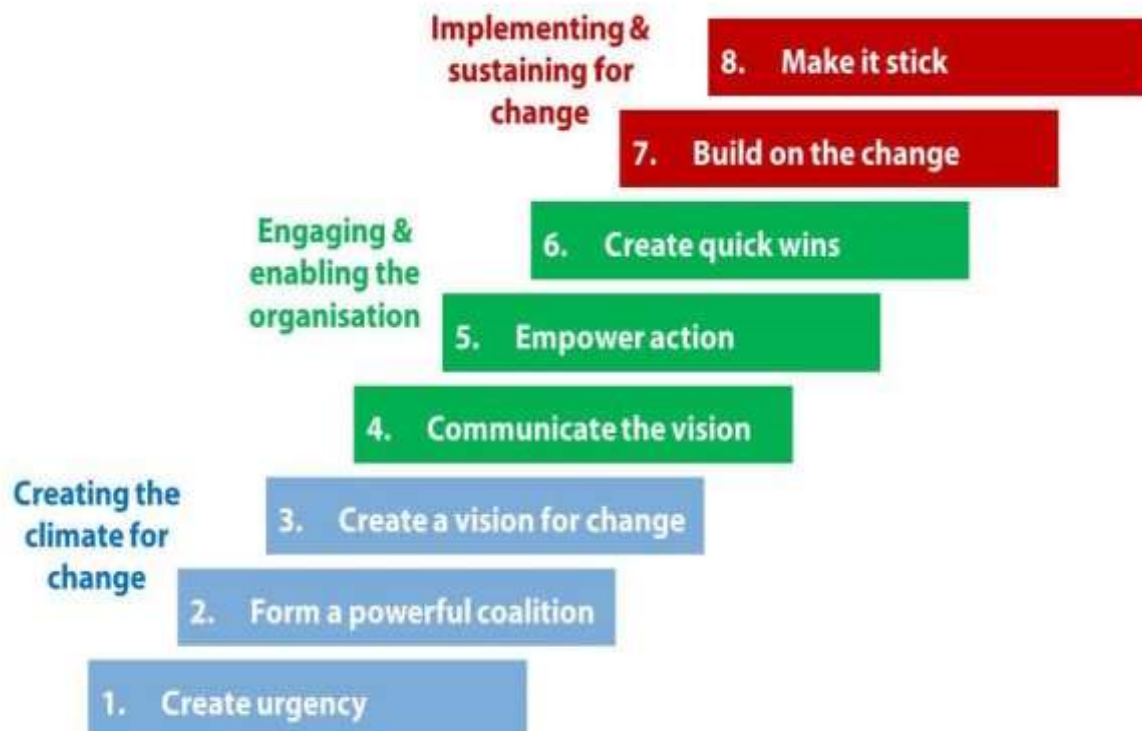 Implementing &
sustaining for
change
8. Make it stick
7. Build on the change
Engaging &
enabling the
organisation
6. Create quick wins
5. Empower action
4. Communicate the vision
Creating the
climate for
change
3. Create a vision for change
2. Form a powerful coalition
1. Create urgency